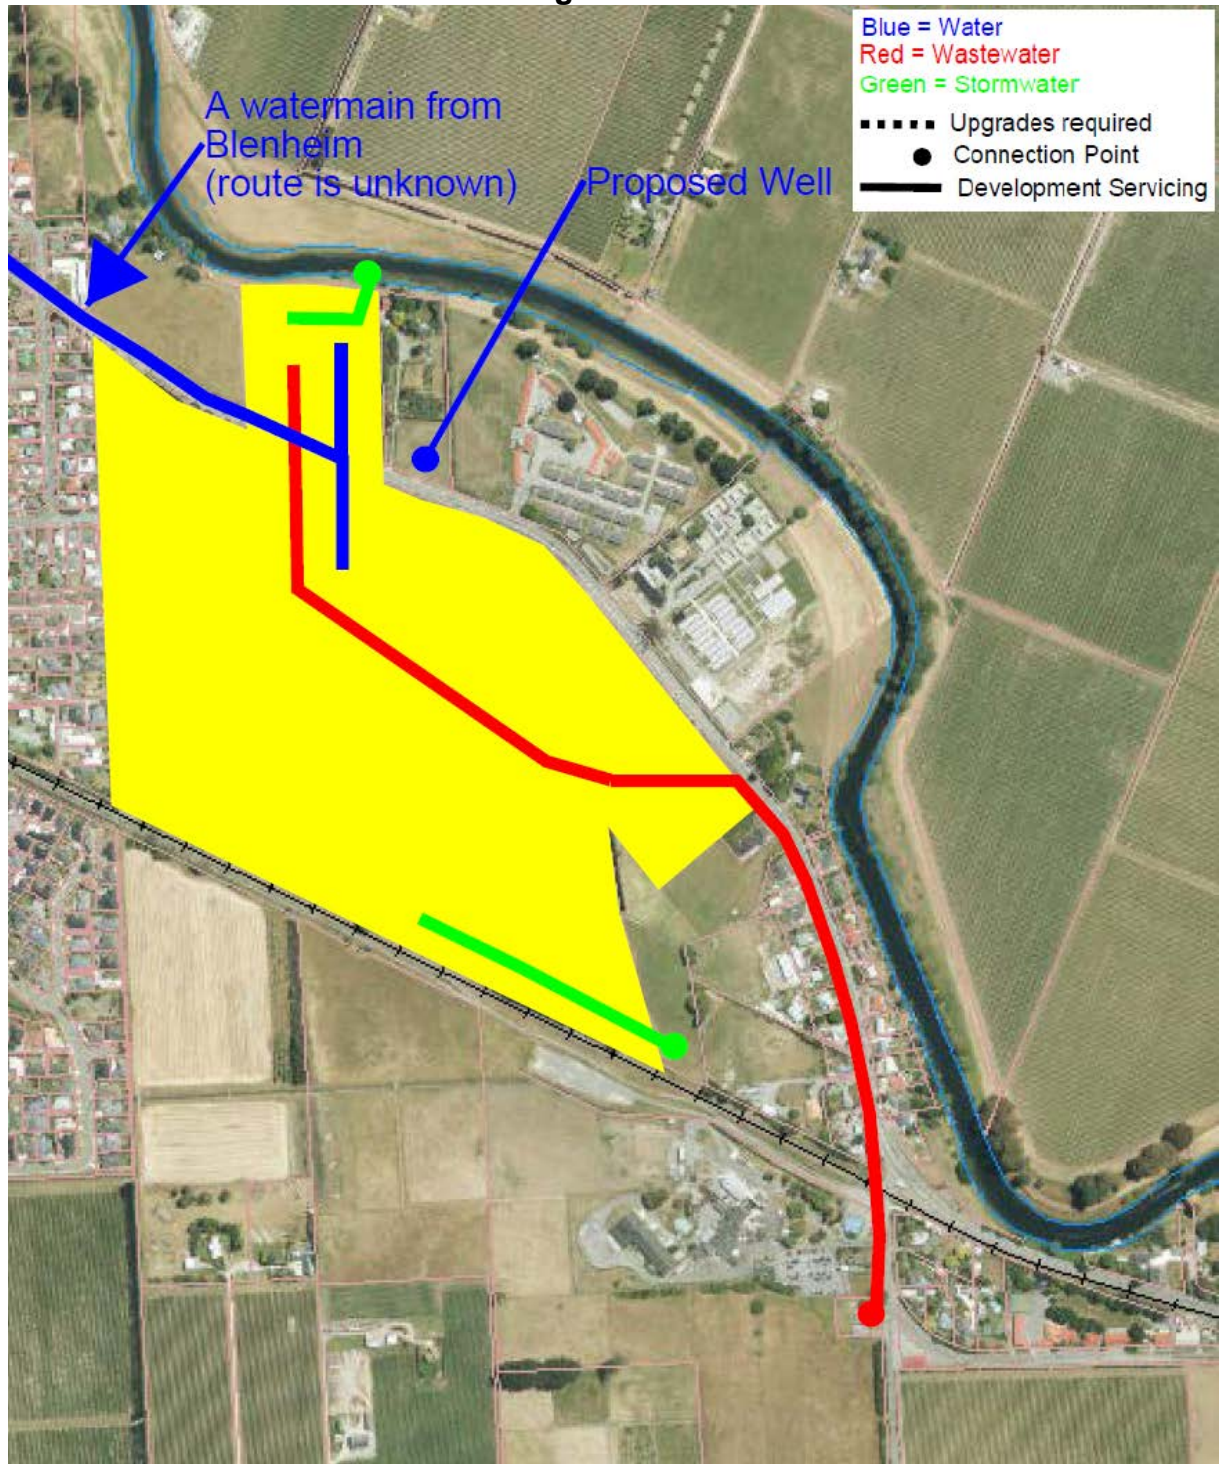 A watermain from
Blenheim
(route is unknown)
Proposed Well
Blue = Water
Red = Wastewater
Green = Stormwater
Upgrades required
Connection Point
Development Servicing